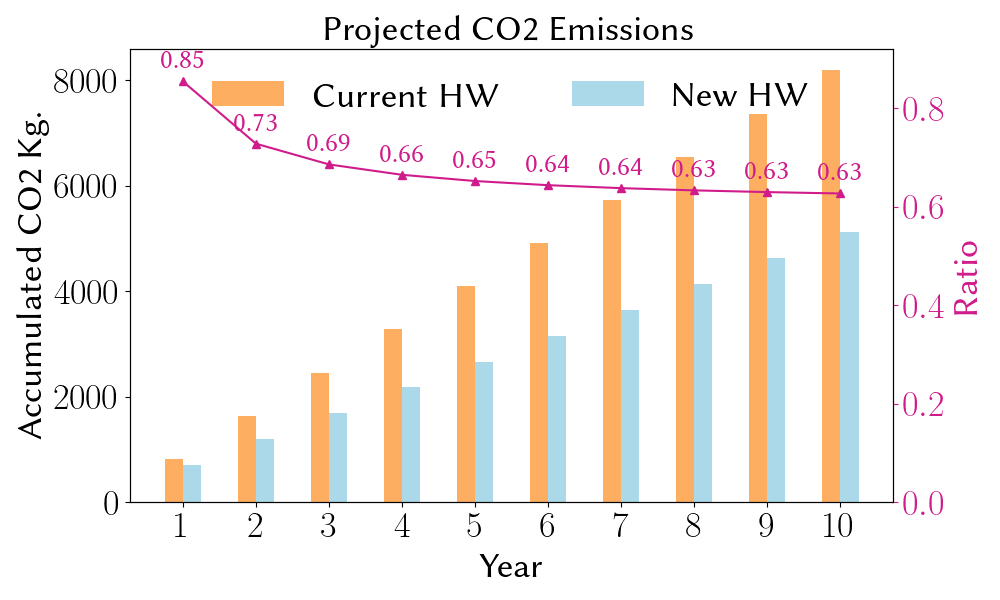 Projected CO2 Emissions
Current HW
New HW
0.85
0.73
0.69
0.66
0.65
0.64
0.64
0.63
0.63
0.63
Accumulated CO2 Kg.
8000
6000
4000
2000
0
0.8
0.6
0.4
0.2
0.0
Ratio
1 2 3 4 5 6 7 8 9 10
Year